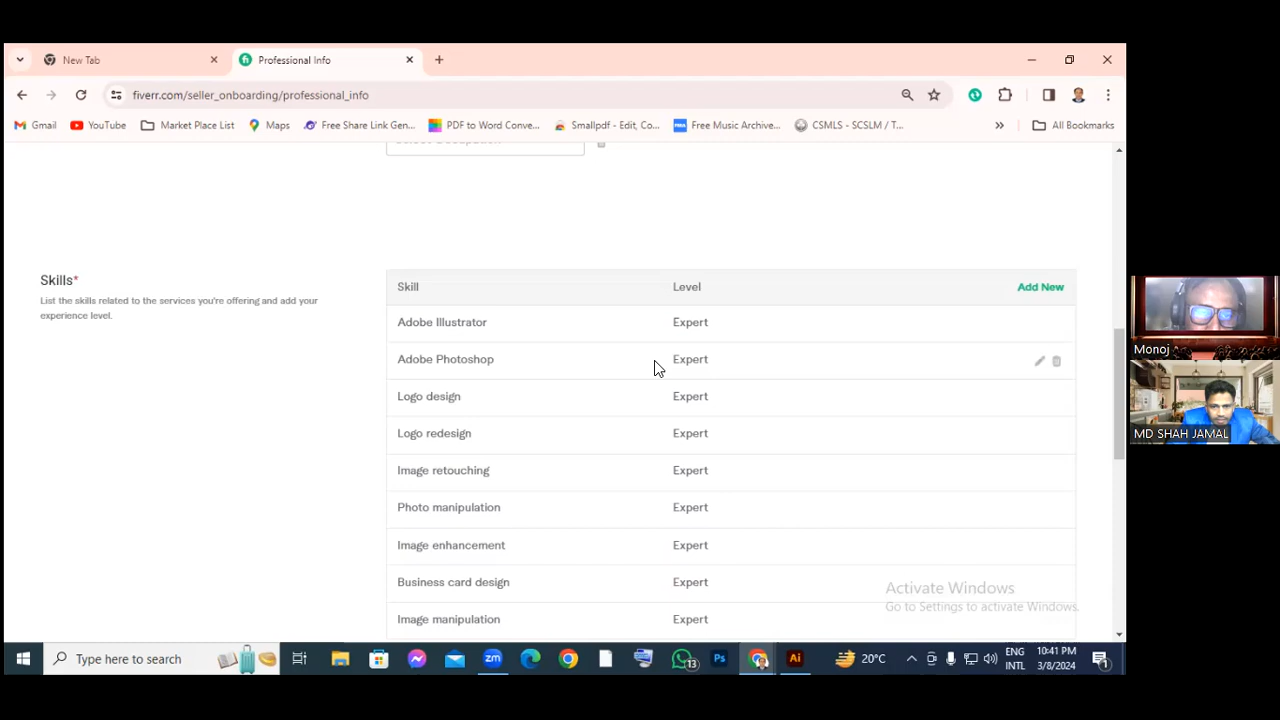 New Tab
Professional Info
fiverr.com/seller_onboarding/professional_info
Gmail
YouTube
Market Place List
Maps
Free Share Link Gen...
PDF to Word Conve...
Smallpdf - Edit, Co...
Free Music Archive...
CSMLS - SCSLM / T...
»
All Bookmarks
Skills*
List the skills related to the services you're offering and add your
experience level.
Skill Level Add New
Adobe Illustrator Expert
Adobe Photoshop Expert
Logo design Expert
Logo redesign Expert
Image retouching Expert
Photo manipulation Expert
Image enhancement Expert
Business card design Expert
Image manipulation Expert
Activate Windows
Go to Settings to activate Windows.
Monoj
MD SHAH JAMAL
Type here to search
zm
13
Ps
Ai
20°C
ENG
INTL
10:41 PM
3/8/2024
1